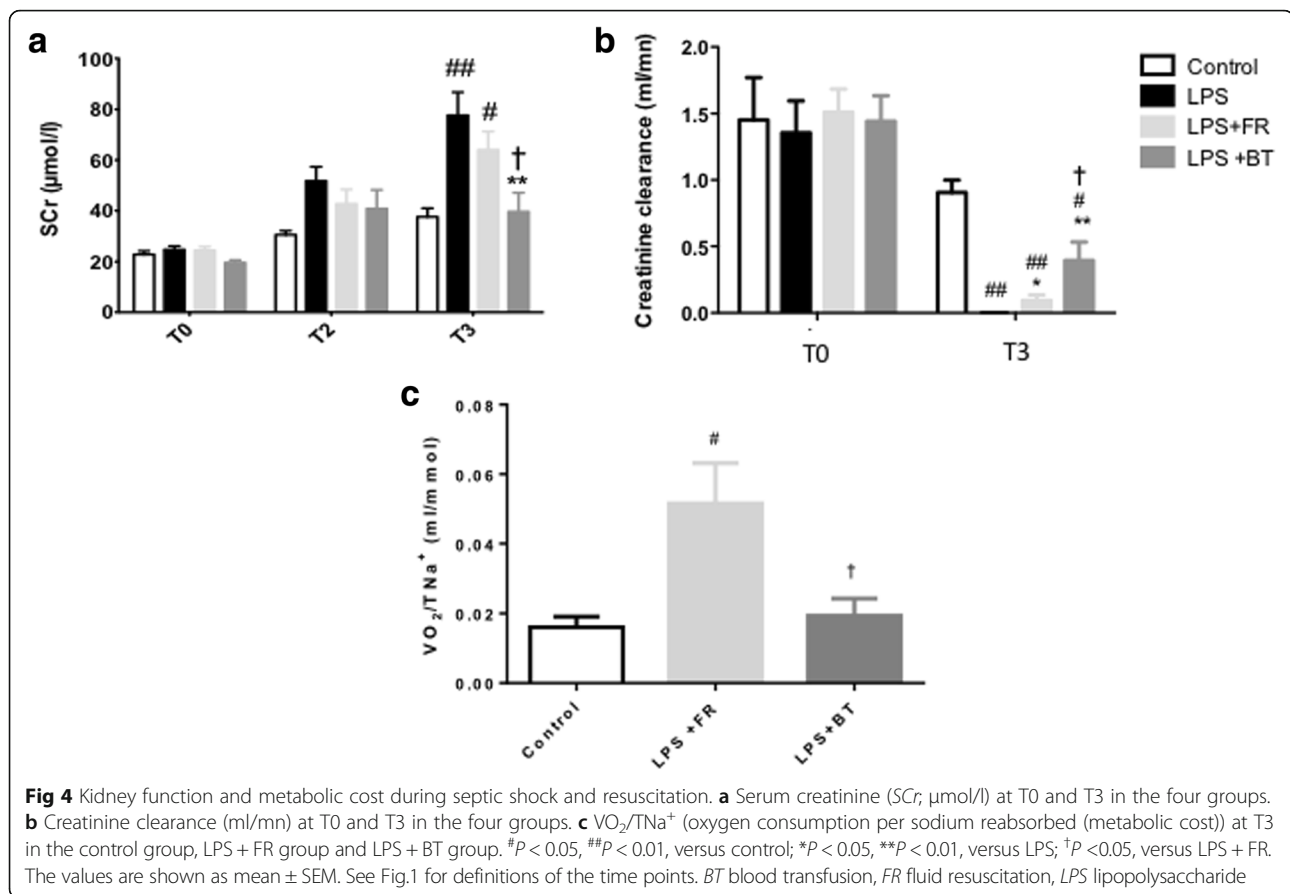 a
100
80
60
40
20
0
SCr (µmol/l)
T0
T2
T3
##
#
†
**
b
2.0
1.5
1.0
0.5
0.0
Creatinine clearance (ml/mn)
T0
T3
##
##
*
†
#
**
Control
LPS
LPS+FR
LPS +BT
c
0.08
0.06
0.04
0.02
0.00
VO₂/TNa⁺ (ml/mmol)
#
†
Control
LPS +FR
LPS+BT
Fig 4 Kidney function and metabolic cost during septic shock and resuscitation. a Serum creatinine (SCr; µmol/l) at T0 and T3 in the four groups.
b Creatinine clearance (ml/mn) at T0 and T3 in the four groups. c VO₂/TNa⁺ (oxygen consumption per sodium reabsorbed (metabolic cost)) at T3
in the control group, LPS + FR group and LPS + BT group. #P < 0.05, ##P < 0.01, versus control; *P < 0.05, **P < 0.01, versus LPS; †P <0.05, versus LPS + FR.
The values are shown as mean ± SEM. See Fig.1 for definitions of the time points. BT blood transfusion, FR fluid resuscitation, LPS lipopolysaccharide